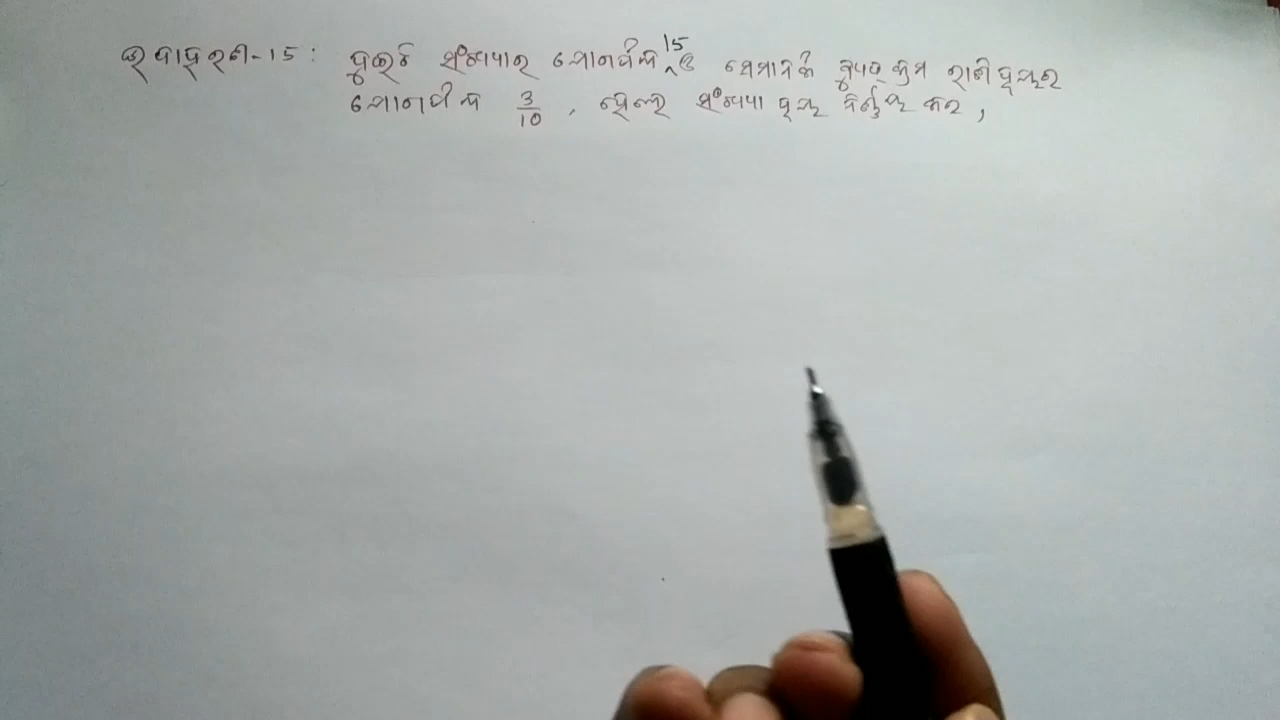 ଉଦାହରଣ-15: ଦୁଇଟି ସଂଖ୍ୟାର ଯୋଗଫଳ 15 ଓ ସେମାନଙ୍କ ବ୍ୟୁତ୍‌କ୍ରମ ରାଶିଦ୍ୱୟର
ଯୋଗଫଳ 3/10, ହେଲେ ସଂଖ୍ୟା ଦ୍ୱୟ ନିର୍ଣ୍ଣୟ କର,